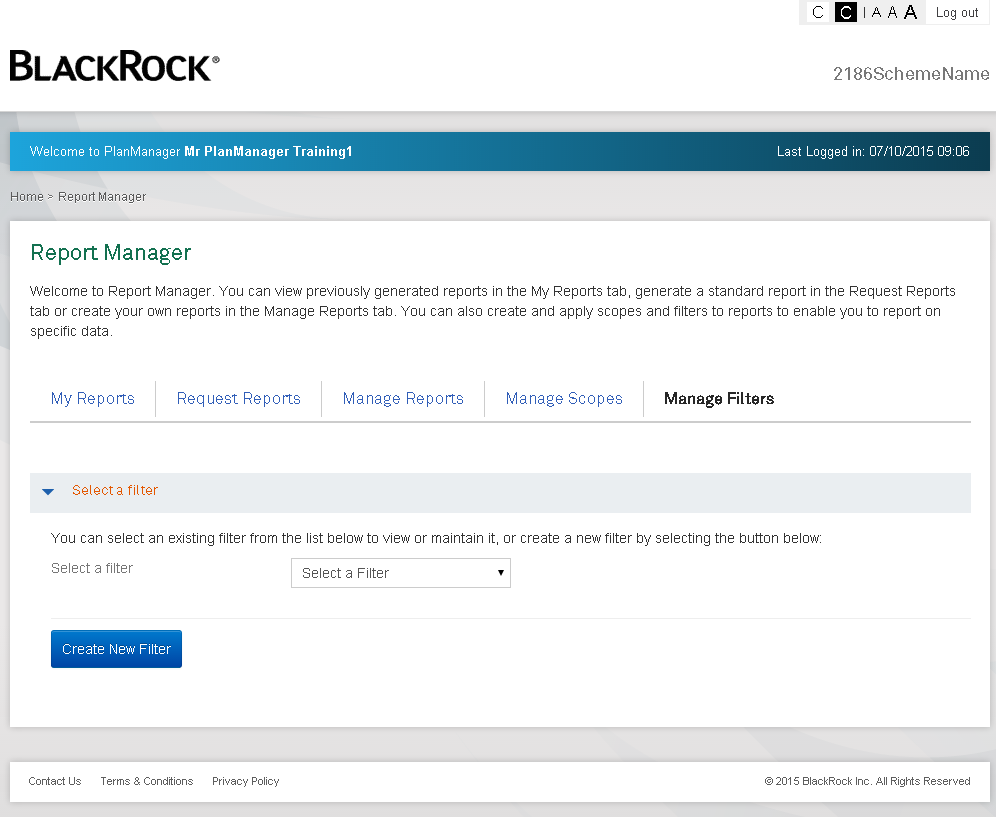 C C | A A A Log out
BLACKROCK®
2186SchemeName
Welcome to PlanManager Mr PlanManager Training1
Last Logged in: 07/10/2015 09:06
Home > Report Manager
Report Manager
Welcome to Report Manager. You can view previously generated reports in the My Reports tab, generate a standard report in the Request Reports
tab or create your own reports in the Manage Reports tab. You can also create and apply scopes and filters to reports to enable you to report on
specific data.
My Reports
Request Reports
Manage Reports
Manage Scopes
Manage Filters
Select a filter
You can select an existing filter from the list below to view or maintain it, or create a new filter by selecting the button below:
Select a filter
Select a Filter
Create New Filter
Contact Us
Terms & Conditions
Privacy Policy
© 2015 BlackRock Inc. All Rights Reserved